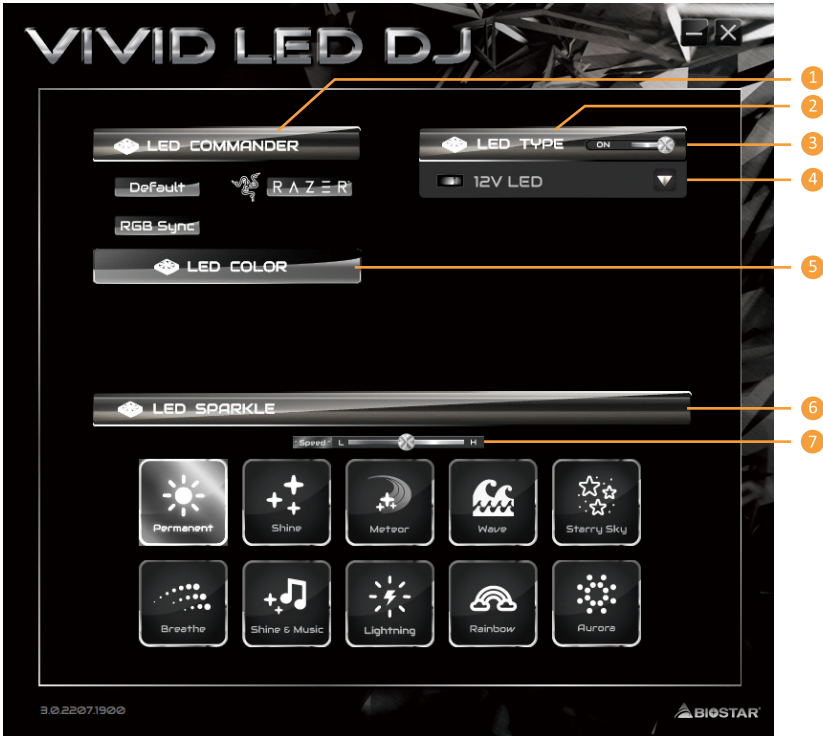 VIVID LED DJ
1
2
LED COMMANDER
LED TYPE ON
3
Default RAZER
12V LED
4
RGB Sync
LED COLOR
5
LED SPARKLE
6
Speed L H
7
Permanent Shine Meteor Wave Starry Sky
Breathe Shine & Music Lightning Rainbow Aurora
3.0.2207.1900
BIOSTAR